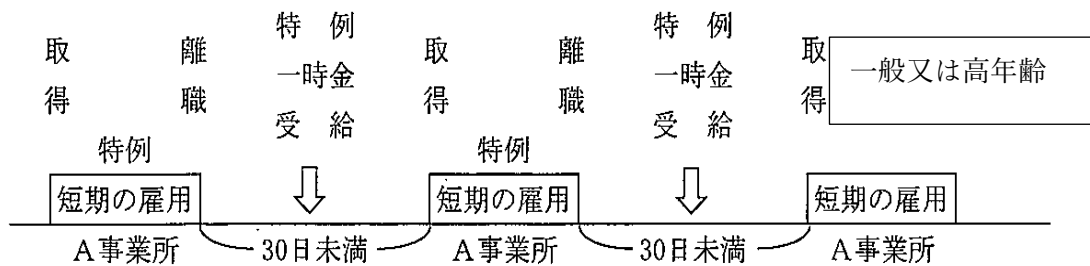 取得
離職
特例一時金受給
取得
離職
特例一時金受給
取得
一般又は高年齢
特例
特例
短期の雇用
短期の雇用
短期の雇用
A事業所
30日未満
A事業所
30日未満
A事業所